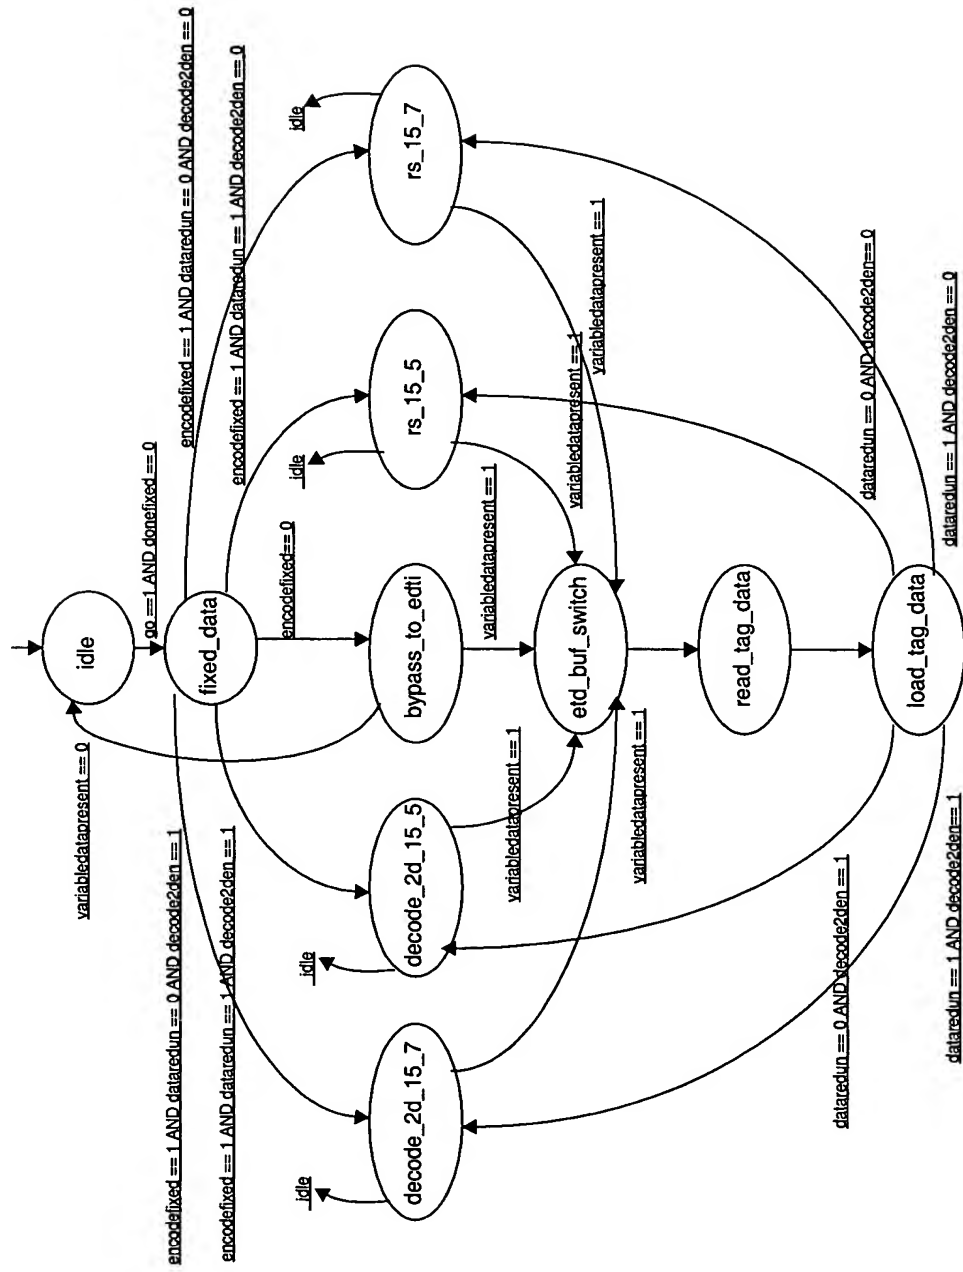 idle
go ==1 AND donefixed == 0
variabledatapresent == 0
encodefixed == 1 AND dataredun == 0 AND decode2den == 1
encodefixed == 1 AND dataredun == 1 AND decode2den == 1
fixed_data
encodefixed == 1 AND dataredun == 0 AND decode2den == 0
encodefixed == 1 AND dataredun == 1 AND decode2den == 0
encodefixed== 0
idle
idle
idle
idle
decode_2d_15_7
decode_2d_15_5
bypass_to_edti
rs_15_5
rs_15_7
variabledatapresent == 1
variabledatapresent == 1
variabledatapresent == 1
variabledatapresent == 1
variabledatapresent == 1
etd_buf_switch
read_tag_data
dataredun == 0 AND decode2den == 1
dataredun == 0 AND decode2den== 0
load_tag_data
dataredun == 1 AND decode2den== 1
dataredun == 1 AND decode2den == 0